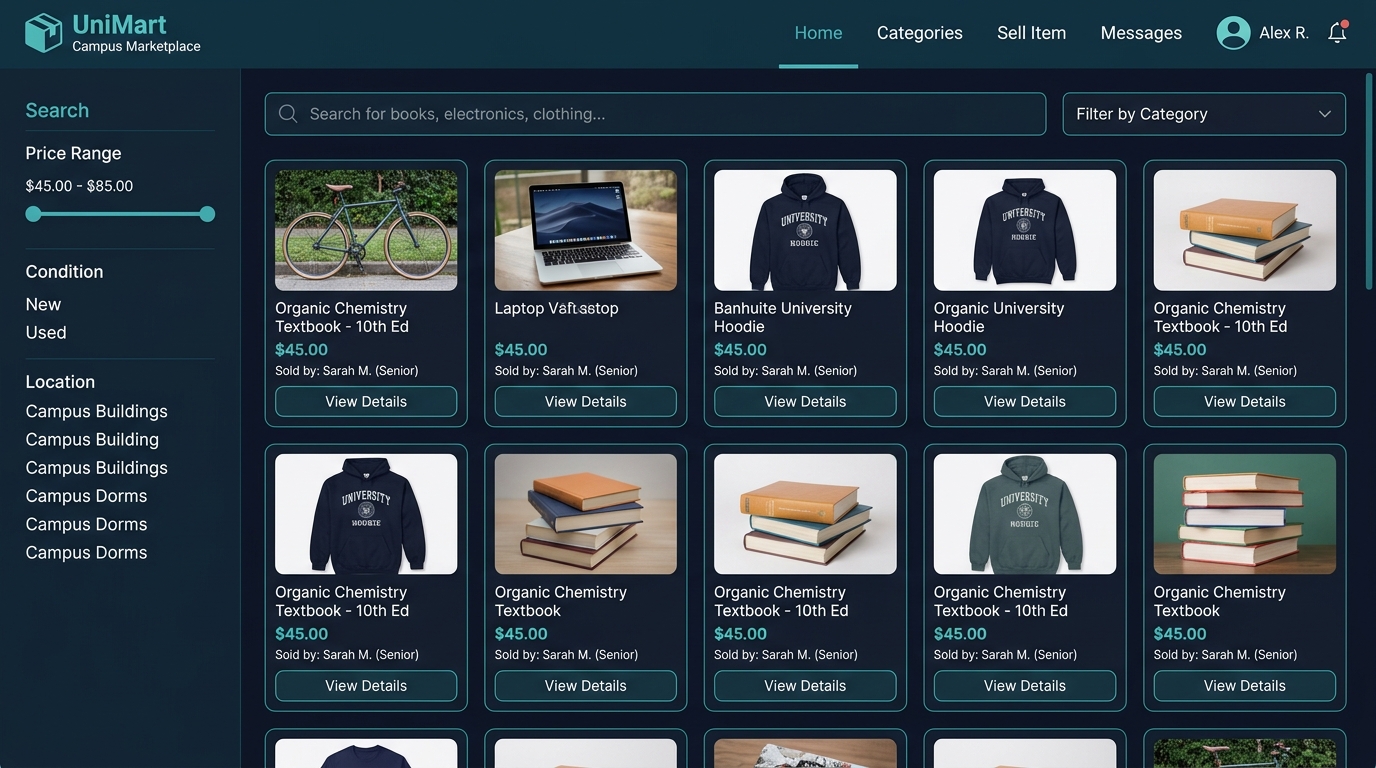 UniMart
Campus Marketplace
Home
Categories
Sell Item
Messages
Alex R.
Search
Price Range
$45.00 - $85.00
Condition
New
Used
Location
Campus Buildings
Campus Building
Campus Buildings
Campus Dorms
Campus Dorms
Campus Dorms
Search for books, electronics, clothing...
Filter by Category
Organic Chemistry
Textbook - 10th Ed
$45.00
Sold by: Sarah M. (Senior)
View Details
Laptop
$45.00
Sold by: Sarah M. (Senior)
View Details
UNIVERSITY
HOODIE
Banhuite University
Hoodie
$45.00
Sold by: Sarah M. (Senior)
View Details
UNIVERSITY
Organic University
Hoodie
$45.00
Sold by: Sarah M. (Senior)
View Details
Organic Chemistry
Textbook - 10th Ed
$45.00
Sold by: Sarah M. (Senior)
View Details
UNIVERSITY
Organic Chemistry
Textbook - 10th Ed
$45.00
Soid by: Sarah M. (Senior)
View Details
Organic Chemistry
Textbook
$45.00
Sold by: Sarah M. (Senior)
View Details
Organic Chemistry
Textbook - 10th Ed
$45.00
Sold by: Sarah M. (Senior)
View Details
UNIVERSITY
Organic Chemistry
Textbook - 10th Ed
$45.00
Sold by: Sarah M. (Senior)
View Details
Organic Chemistry
Textbook
$45.00
Sold by: Sarah M. (Senior)
View Details